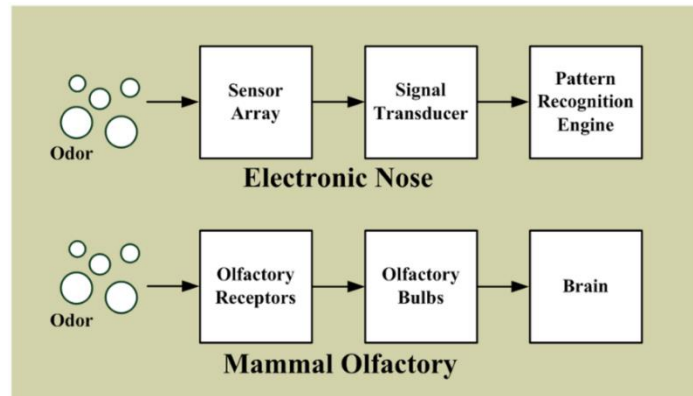 Odor
Sensor
Array
Signal
Transducer
Pattern
Recognition
Engine
Electronic Nose
Odor
Olfactory
Receptors
Olfactory
Bulbs
Brain
Mammal Olfactory